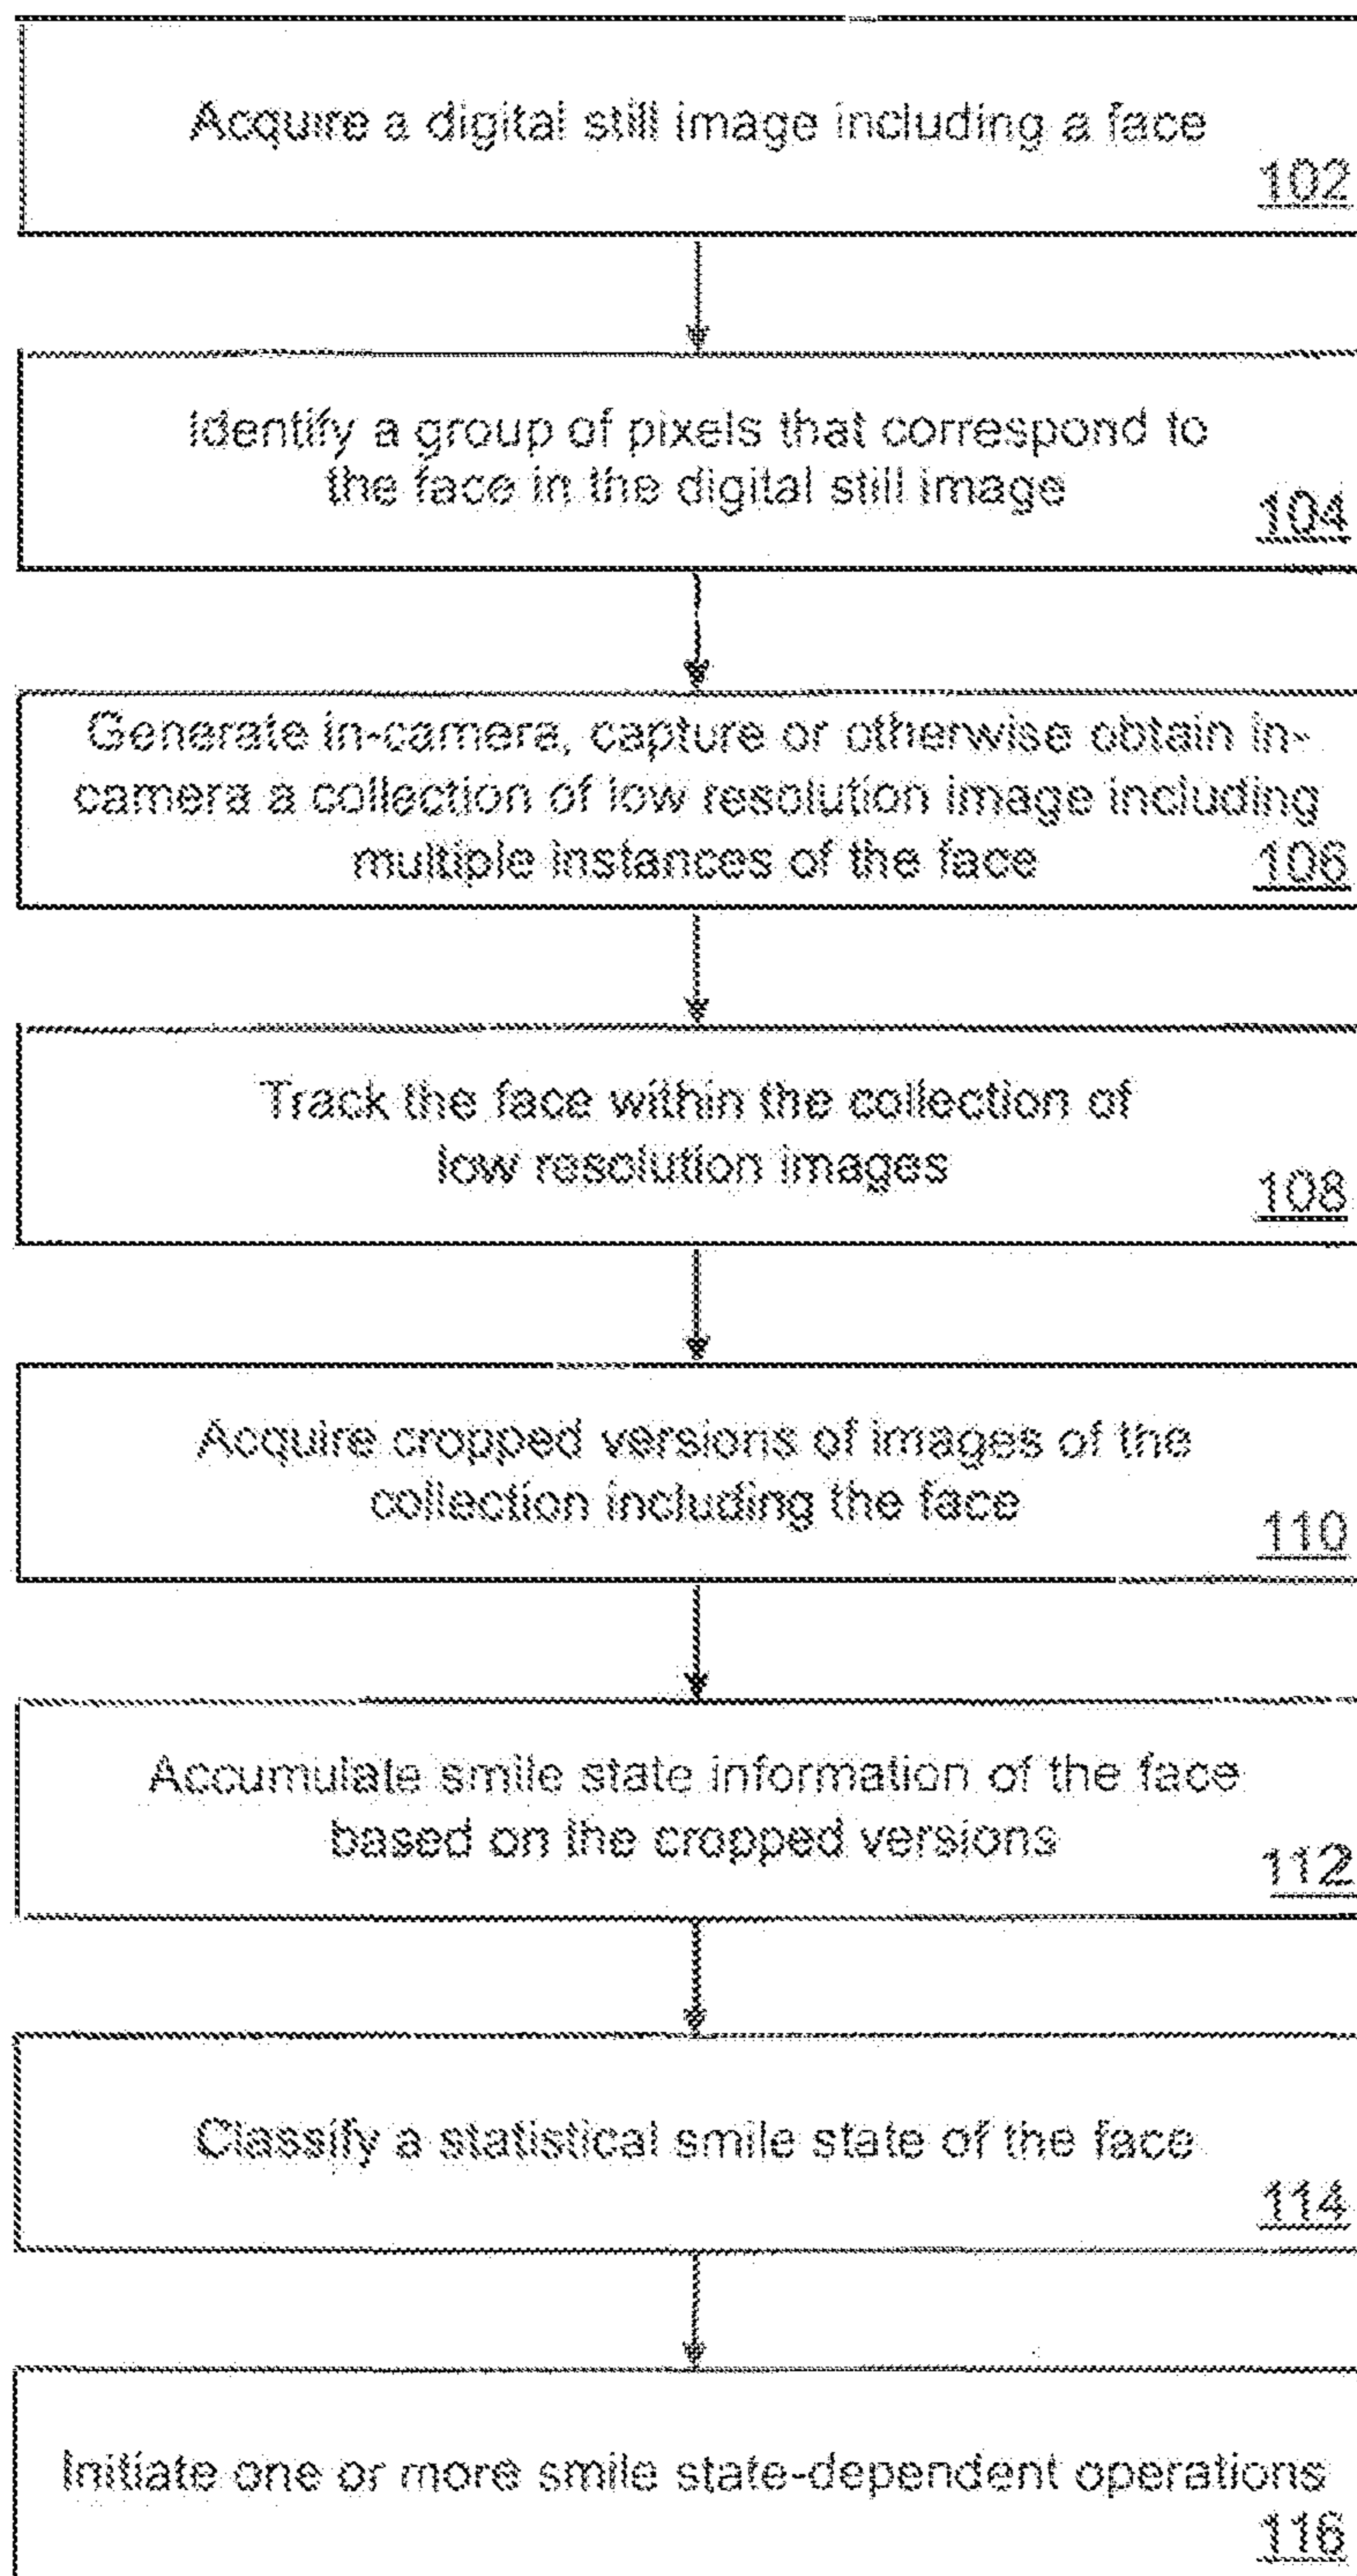 Acquire a digital still image including a face
102
Identify a group of pixels that correspond to
the face in the digital still image
104
Generate in-camera, capture or otherwise obtain in-
camera a collection of low resolution image including
multiple instances of the face
106
Track the face within the collection of
low resolution images
108
Acquire cropped versions of images of the
collection including the face
110
Accumulate smile state information of the face
based on the cropped versions
112
Classify a statistical smile state of the face
114
Initiate one or more smile state-dependent operations
116